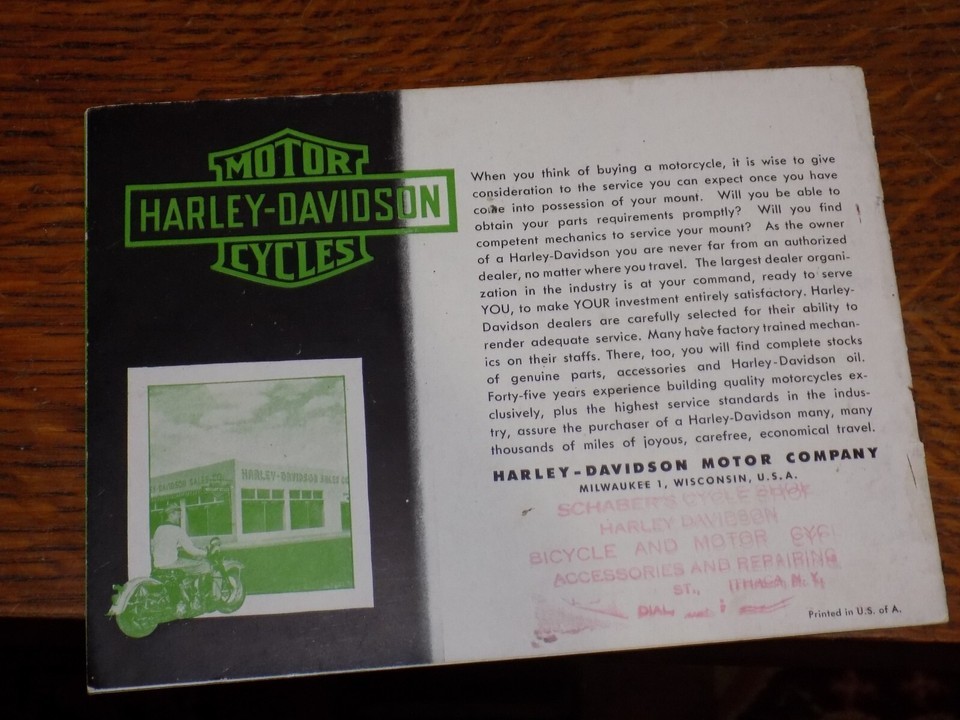 MOTOR
HARLEY-DAVIDSON
CYCLES
HARLEY-DAVIDSON SALES CO
When you think of buying a motorcycle, it is wise to give
consideration to the service you can expect once you have
come into possession of your mount. Will you be able to
obtain your parts requirements promptly? Will you find
competent mechanics to service your mount? As the owner
of a Harley-Davidson you are never far from an authorized
dealer, no matter where you travel. The largest dealer organi-
zation in the industry is at your command, ready to serve
YOU, to make YOUR investment entirely satisfactory. Harley-
Davidson dealers are carefully selected for their ability to
render adequate service. Many have factory trained mechan-
ics on their staffs. There, too, you will find complete stocks
of genuine parts, accessories and Harley-Davidson oil.
Forty-five years experience building quality motorcycles ex-
clusively, plus the highest service standards in the indus-
try, assure the purchaser of a Harley-Davidson many, many
thousands of miles of joyous, carefree, economical travel.
HARLEY-DAVIDSON MOTOR COMPANY
MILWAUKEE 1, WISCONSIN, U.S.A.
SCHABER'S CYCLE SHOP
HARLEY DAVIDSON
BICYCLE AND MOTOR CYCL
ACCESSORIES AND REPAIRING
ST., ITHACA, N. Y.
DIAL
Printed in U.S. of A.